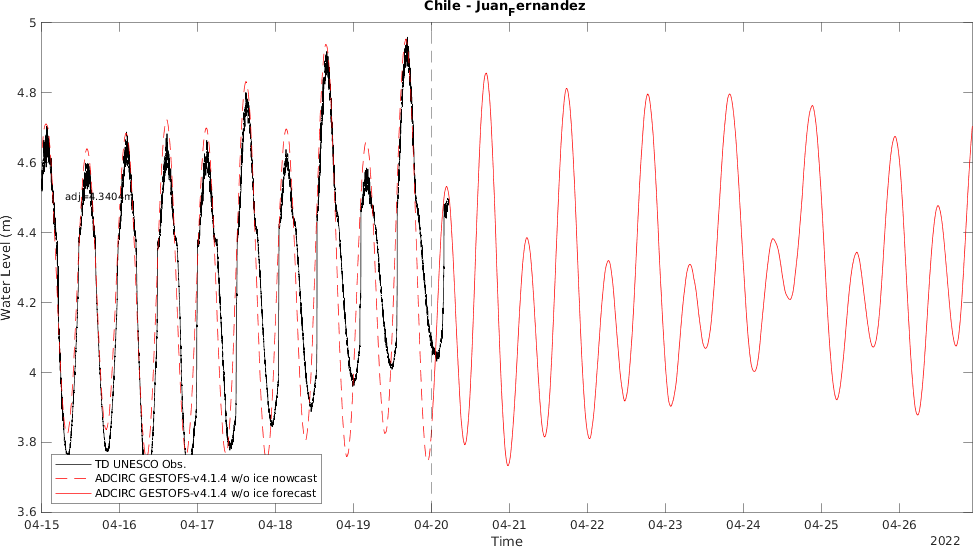 Chile - Juan_Fernandez
5
4.8
4.6
4.4
4.2
4
3.8
3.6
Water Level (m)
adj=4.3404m
TD UNESCO Obs.
ADCIRC GESTOFS-v4.1.4 w/o ice nowcast
ADCIRC GESTOFS-v4.1.4 w/o ice forecast
04-15 04-16 04-17 04-18 04-19 04-20 04-21 04-22 04-23 04-24 04-25 04-26
Time
2022